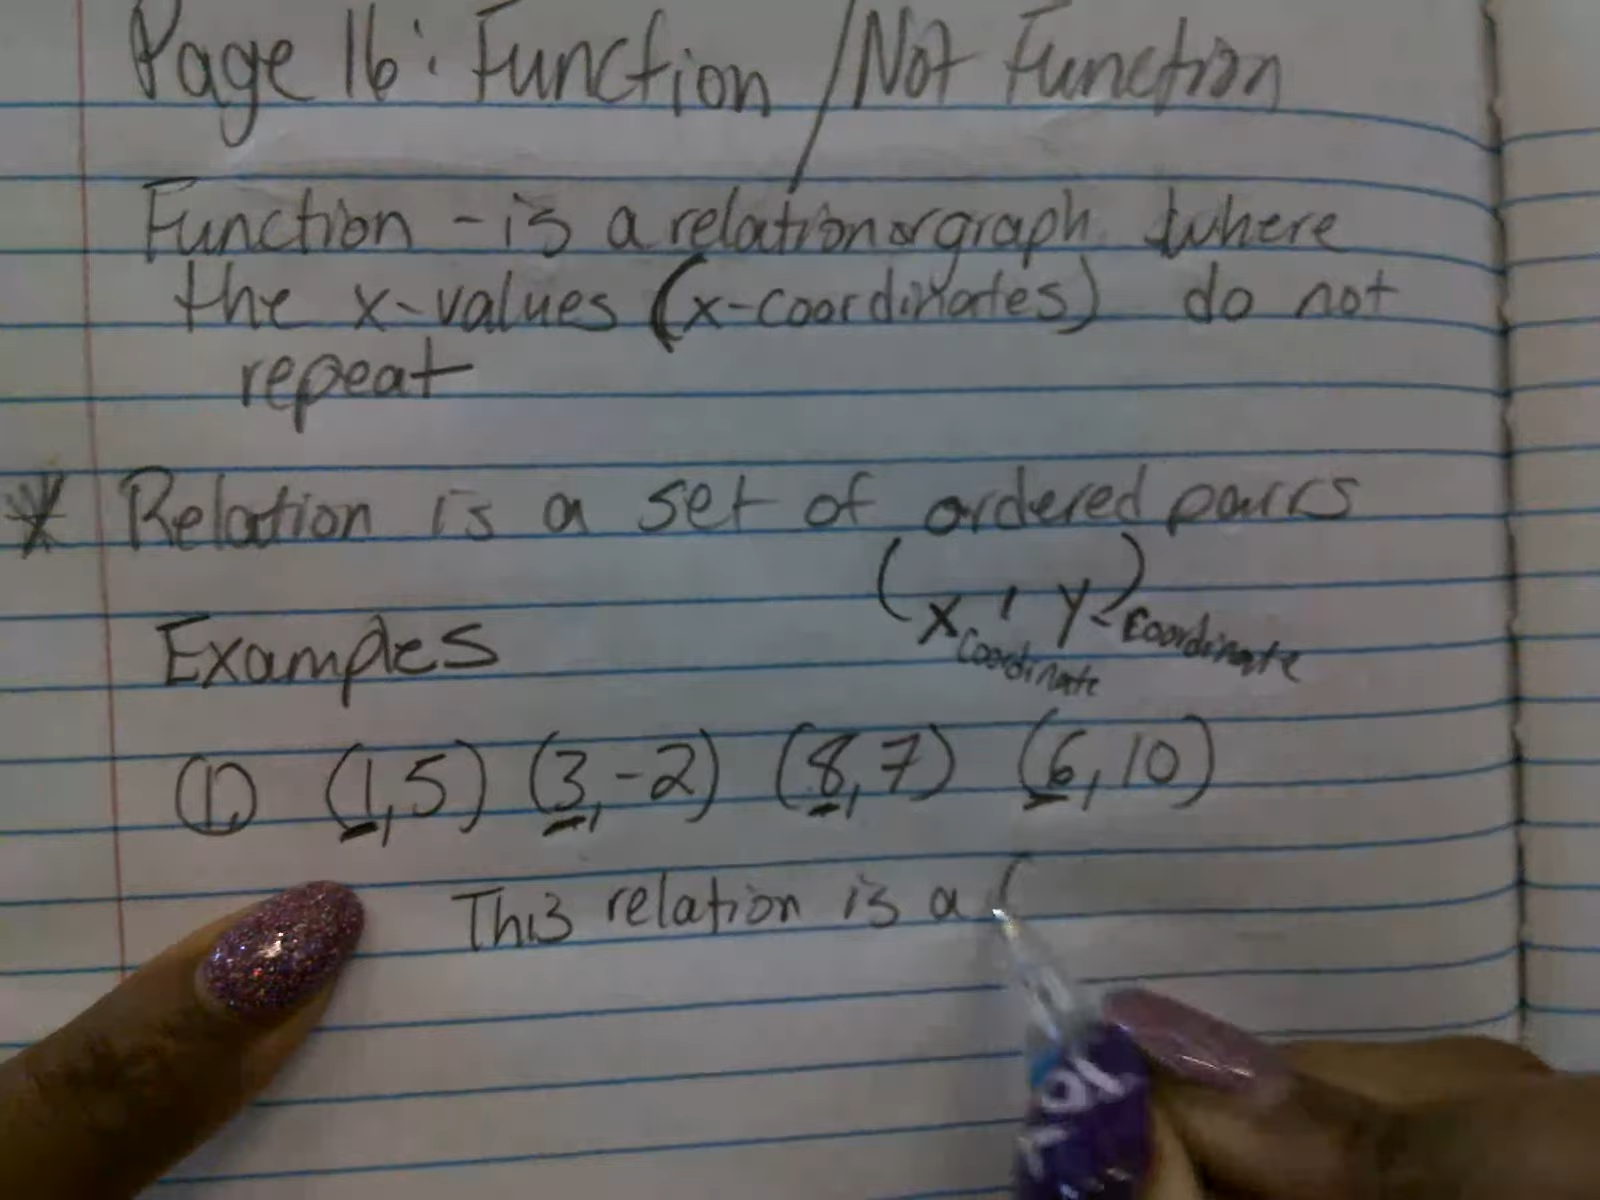 Page 16: Function / Not Function
Function - is a relation or graph where
the x-values (x-coordinates) do not
repeat
* Relation is a set of ordered pairs
(x, y)
Coordinate - Coordinate
Examples
① (1,5) (3,-2) (8,7) (6,10)
This relation is a